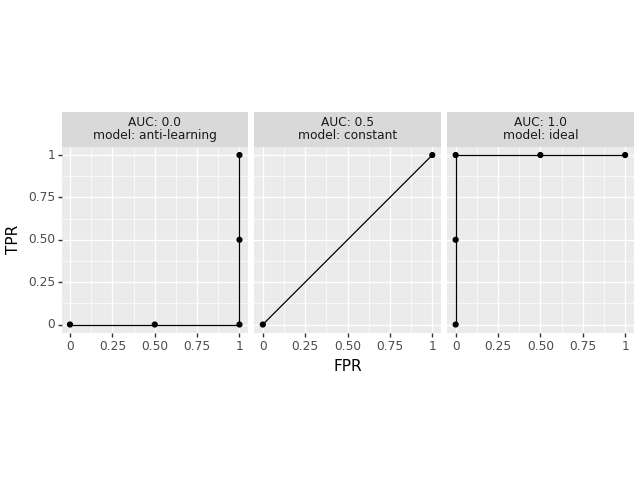 AUC: 0.0
model: anti-learning
AUC: 0.5
model: constant
AUC: 1.0
model: ideal
TPR
1
0.75
0.50
0.25
0
0 0.25 0.50 0.75 1
0 0.25 0.50 0.75 1
0 0.25 0.50 0.75 1
FPR